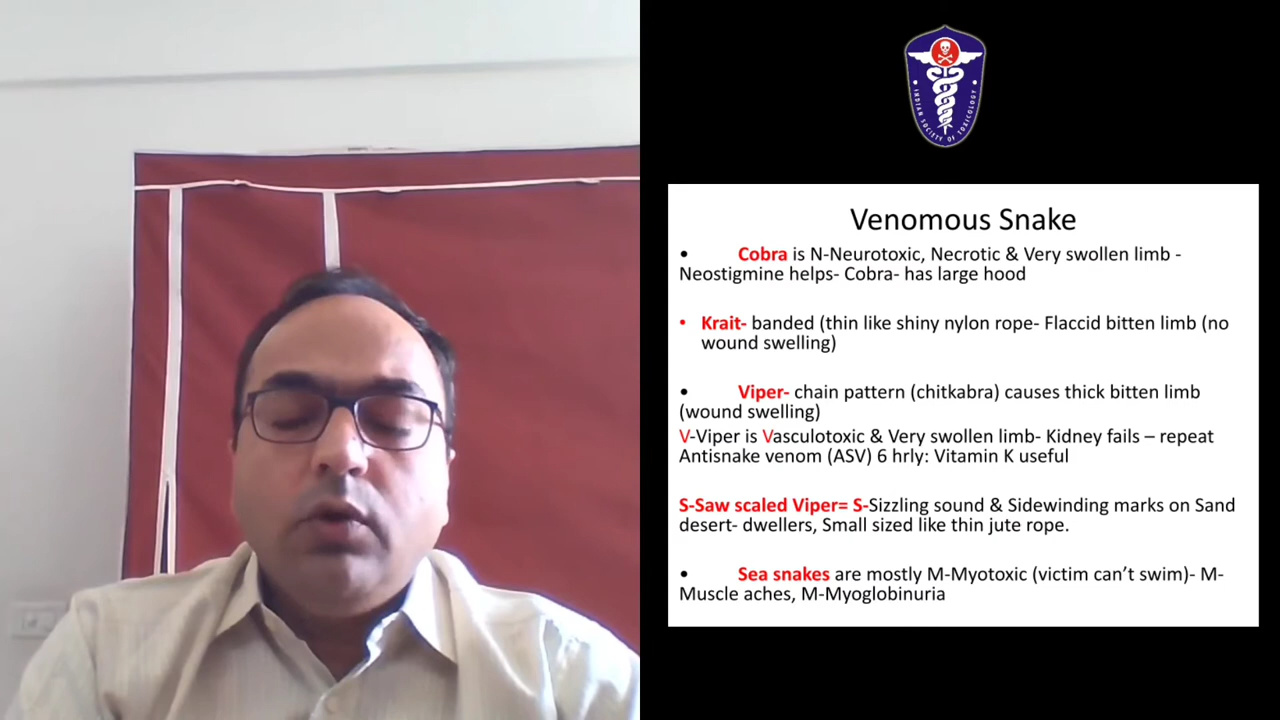 INDIAN SOCIETY OF TOXICOLOGY
Venomous Snake
• Cobra is N-Neurotoxic, Necrotic & Very swollen limb -
Neostigmine helps- Cobra- has large hood
• Krait- banded (thin like shiny nylon rope- Flaccid bitten limb (no
wound swelling)
• Viper- chain pattern (chitkabra) causes thick bitten limb
(wound swelling)
V-Viper is Vasculotoxic & Very swollen limb- Kidney fails – repeat
Antisnake venom (ASV) 6 hrly: Vitamin K useful
S-Saw scaled Viper= S-Sizzling sound & Sidewinding marks on Sand
desert- dwellers, Small sized like thin jute rope.
• Sea snakes are mostly M-Myotoxic (victim can’t swim)- M-
Muscle aches, M-Myoglobinuria